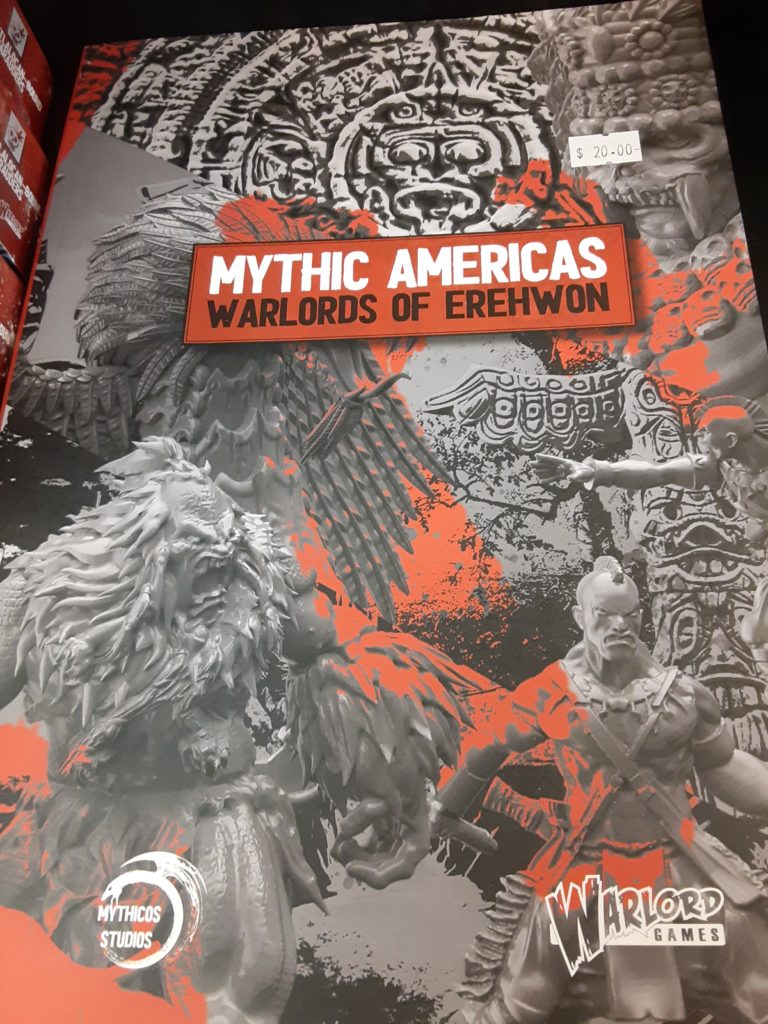 $ 20.00-
MYTHIC AMERICAS
WARLORDS OF EREHWON
MYTHICOS
STUDIOS
WARLORD
GAMES